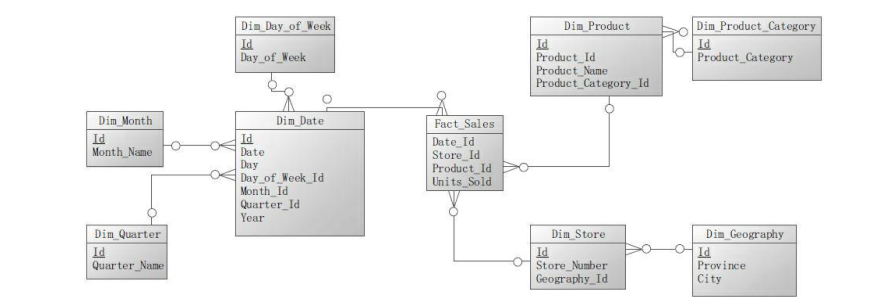 Dim_Day_of_Week
Id
Day_of_Week
Dim_Product
Id
Product_Id
Product_Name
Product_Category_Id
Dim_Product_Category
Id
Product_Category
Dim_Month
Id
Month_Name
Dim_Date
Id
Date
Day
Day_of_Week_Id
Month_Id
Quarter_Id
Year
Fact_Sales
Date_Id
Store_Id
Product_Id
Units_Sold
Dim_Quarter
Id
Quarter_Name
Dim_Store
Id
Store_Number
Geography_Id
Dim_Geography
Id
Province
City